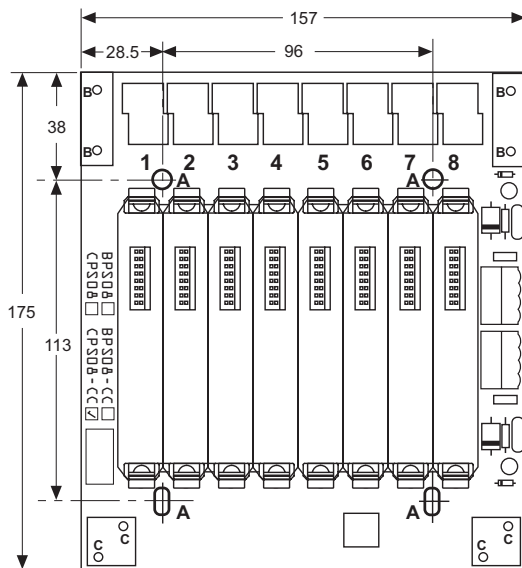 157
28.5 96
B B
38
B B
1 2 3 4 5 6 7 8
A A
175
113
BPS08
CPS08
BPS08-CC
CPS08-CC
A A
C C
C C